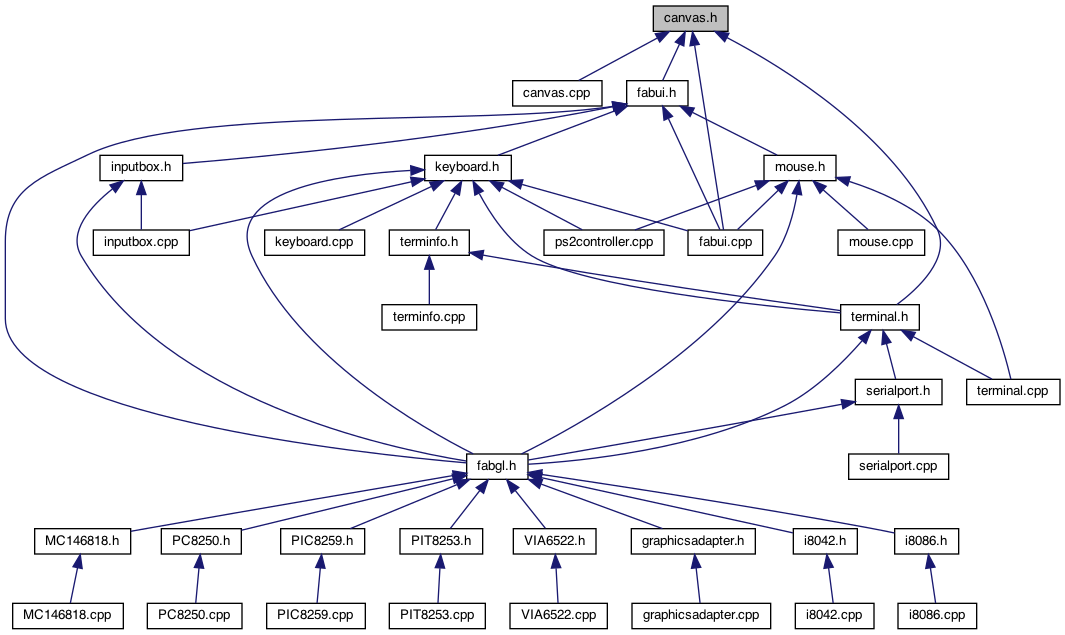 canvas.h
canvas.cpp
fabui.h
inputbox.h
keyboard.h
mouse.h
inputbox.cpp
keyboard.cpp
terminfo.h
ps2controller.cpp
fabui.cpp
mouse.cpp
terminfo.cpp
terminal.h
serialport.h
terminal.cpp
fabgl.h
serialport.cpp
MC146818.h
PC8250.h
PIC8259.h
PIT8253.h
VIA6522.h
graphicsadapter.h
i8042.h
i8086.h
MC146818.cpp
PC8250.cpp
PIC8259.cpp
PIT8253.cpp
VIA6522.cpp
graphicsadapter.cpp
i8042.cpp
i8086.cpp